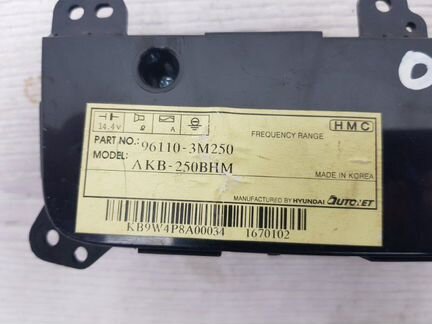 14.4V Ω A
HMC
FREQUENCY RANGE
PART NO.: 96110-3M250
MODEL: AKB-250BHM
MADE IN KOREA
MANUFACTURED BY HYUNDAI AUTONET
KB9W4P8A00034 1670102